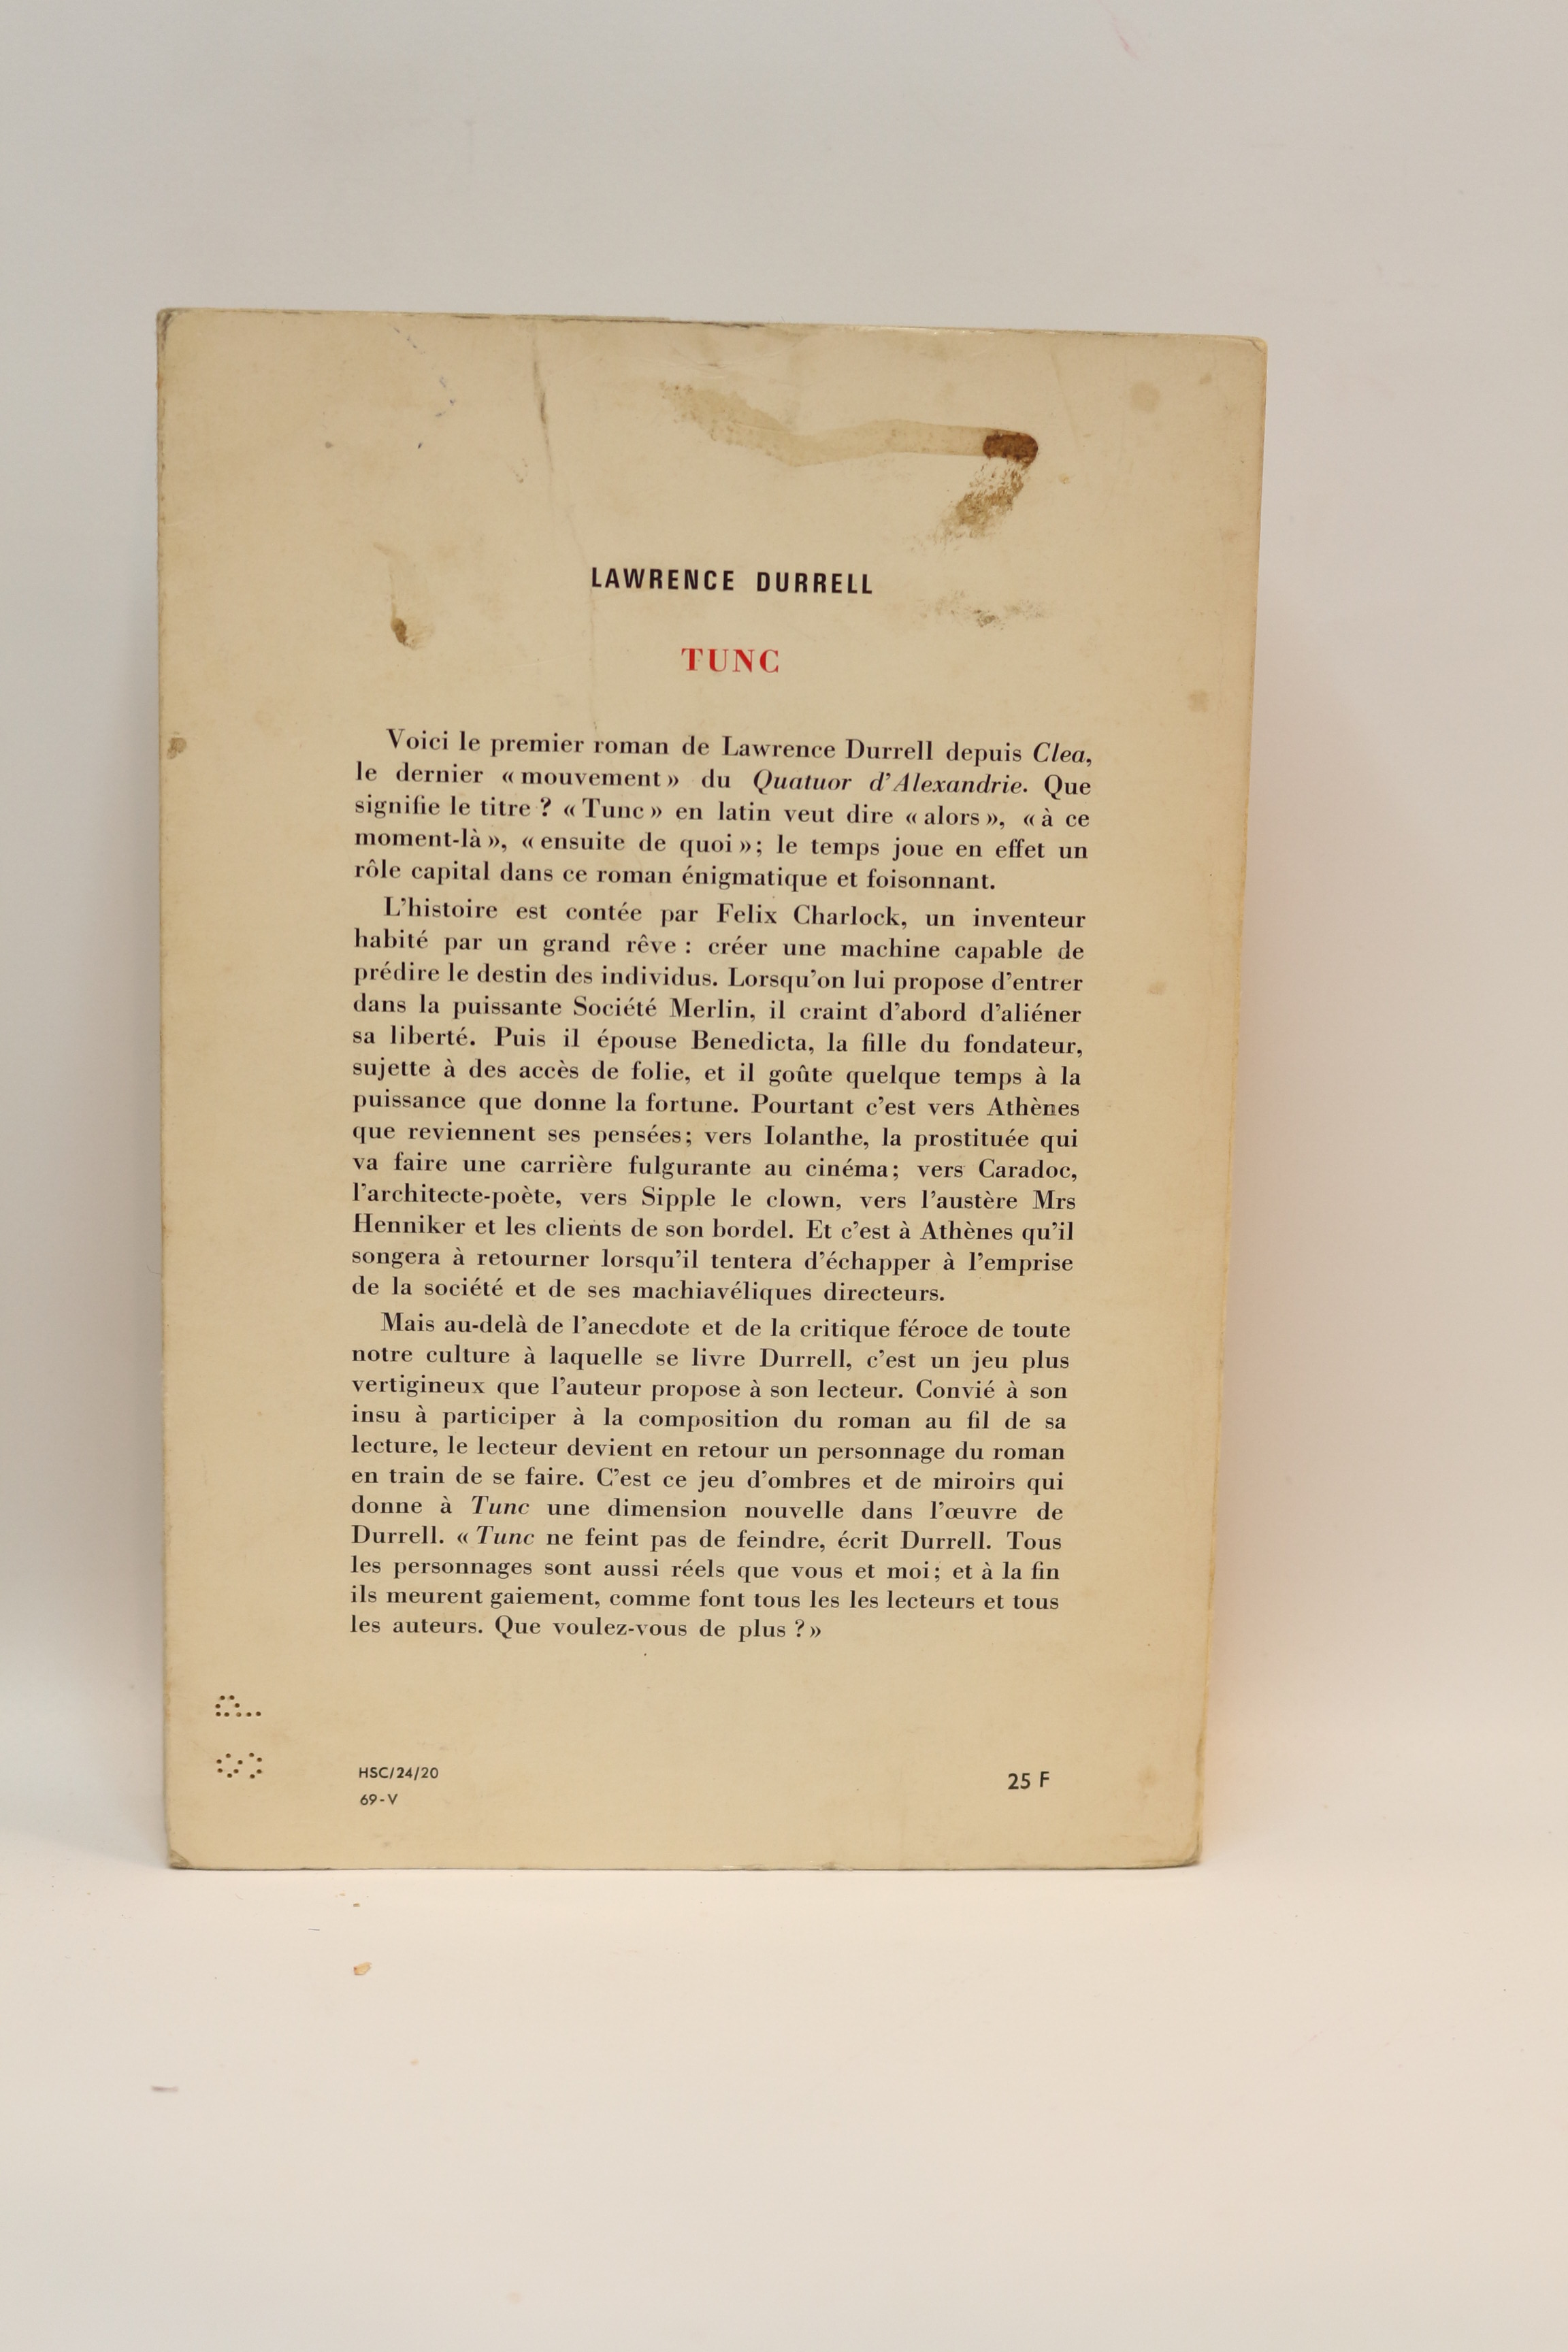 LAWRENCE DURRELL
TUNC
Voici le premier roman de Lawrence Durrell depuis Clea,
le dernier « mouvement » du Quatuor d'Alexandrie. Que
signifie le titre ? « Tunc » en latin veut dire « alors », « à ce
moment-là », « ensuite de quoi » ; le temps joue en effet un
rôle capital dans ce roman énigmatique et foisonnant.
L'histoire est contée par Felix Charlock, un inventeur
habité par un grand rêve : créer une machine capable de
prédire le destin des individus. Lorsqu'on lui propose d'entrer
dans la puissante Société Merlin, il craint d'abord d'aliéner
sa liberté. Puis il épouse Benedicta, la fille du fondateur,
sujette à des accès de folie, et il goûte quelque temps à la
puissance que donne la fortune. Pourtant c'est vers Athènes
que reviennent ses pensées; vers Iolanthe, la prostituée qui
va faire une carrière fulgurante au cinéma; vers Caradoc,
l'architecte-poète, vers Sipple le clown, vers l'austère Mrs
Henniker et les clients de son bordel. Et c'est à Athènes qu'il
songera à retourner lorsqu'il tentera d'échapper à l'emprise
de la société et de ses machiavéliques directeurs.
Mais au-delà de l'anecdote et de la critique féroce de toute
notre culture à laquelle se livre Durrell, c'est un jeu plus
vertigineux que l'auteur propose à son lecteur. Convié à son
insu à participer à la composition du roman au fil de sa
lecture, le lecteur devient en retour un personnage du roman
en train de se faire. C'est ce jeu d'ombres et de miroirs qui
donne à Tunc une dimension nouvelle dans l'œuvre de
Durrell. « Tunc ne feint pas de feindre, écrit Durrell. Tous
les personnages sont aussi réels que vous et moi; et à la fin
ils meurent gaiement, comme font tous les les lecteurs et tous
les auteurs. Que voulez-vous de plus ? »
HSC/24/20
69-V
25 F